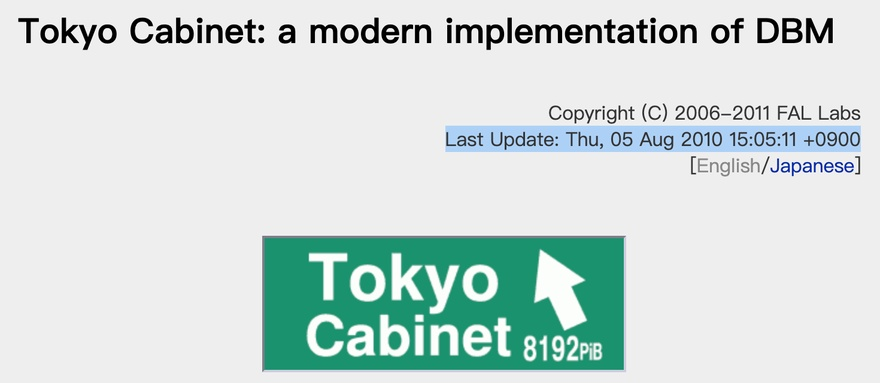 Tokyo Cabinet: a modern implementation of DBM
Copyright (C) 2006–2011 FAL Labs
Last Update: Thu, 05 Aug 2010 15:05:11 +0900
[English/Japanese]
Tokyo
Cabinet 8192PiB